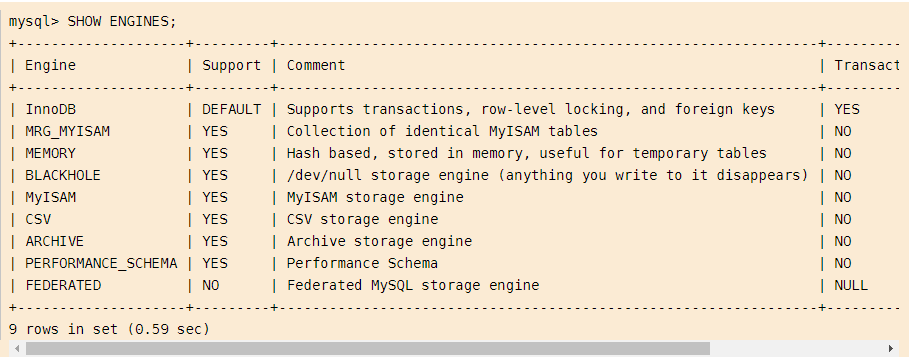 mysql> SHOW ENGINES;
+--------------------+---------+----------------------------------------------------------------+---------
| Engine             | Support | Comment                                                        | Transact
+--------------------+---------+----------------------------------------------------------------+---------
| InnoDB             | DEFAULT | Supports transactions, row-level locking, and foreign keys     | YES
| MRG_MYISAM         | YES     | Collection of identical MyISAM tables                          | NO
| MEMORY             | YES     | Hash based, stored in memory, useful for temporary tables      | NO
| BLACKHOLE          | YES     | /dev/null storage engine (anything you write to it disappears) | NO
| MyISAM             | YES     | MyISAM storage engine                                          | NO
| CSV                | YES     | CSV storage engine                                             | NO
| ARCHIVE            | YES     | Archive storage engine                                         | NO
| PERFORMANCE_SCHEMA | YES     | Performance Schema                                             | NO
| FEDERATED          | NO      | Federated MySQL storage engine                                 | NULL
+--------------------+---------+----------------------------------------------------------------+---------
9 rows in set (0.59 sec)